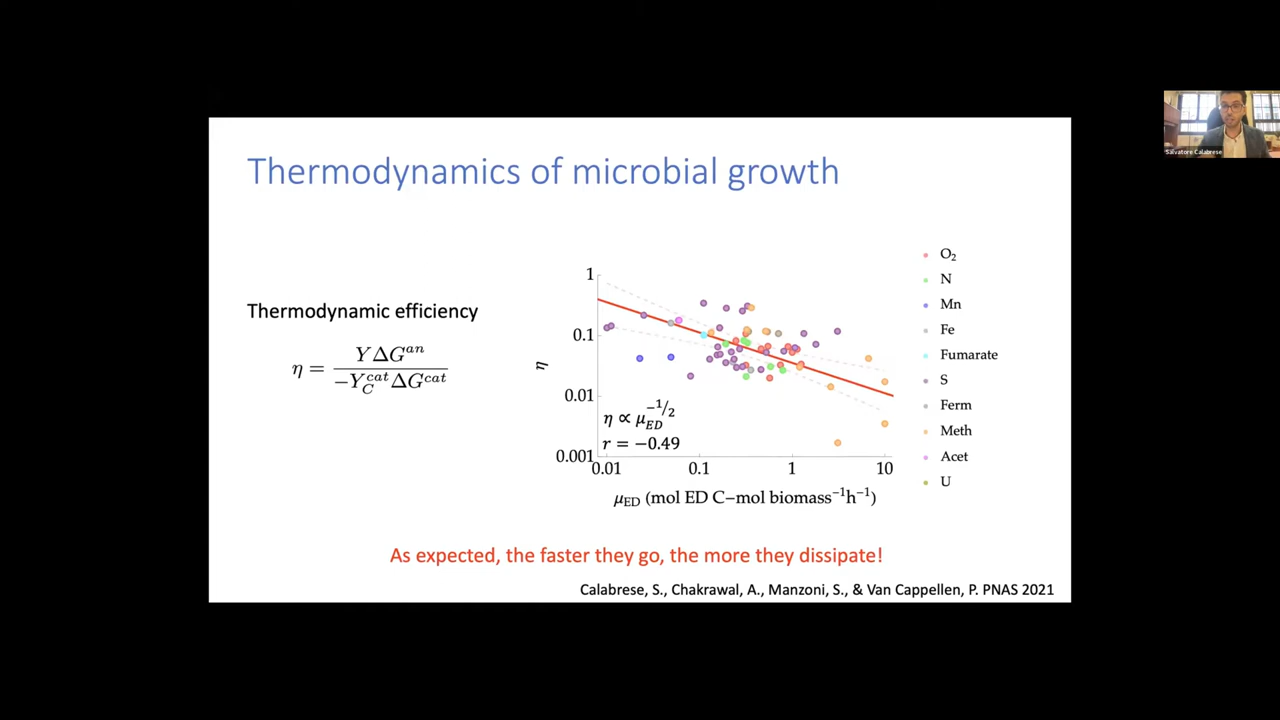 Thermodynamics of microbial growth
Salvatore Calabrese
Thermodynamic efficiency
η = YΔG^an / −Y_C^cat ΔG^cat
1
0.1
0.01
0.001
η
η ∝ μ_ED^−1/2
r = −0.49
0.01 0.1 1 10
μ_ED (mol ED C−mol biomass^−1 h^−1)
O₂
N
Mn
Fe
Fumarate
S
Ferm
Meth
Acet
U
As expected, the faster they go, the more they dissipate!
Calabrese, S., Chakrawal, A., Manzoni, S., & Van Cappellen, P. PNAS 2021